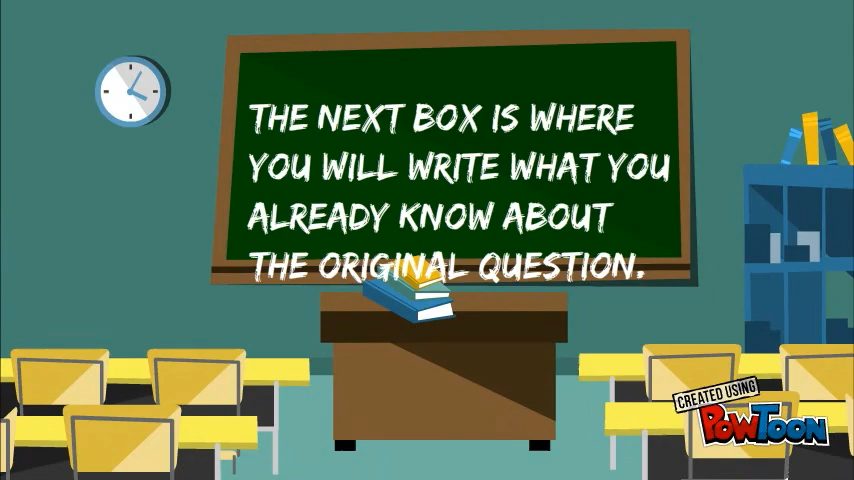 THE NEXT BOX IS WHERE
YOU WILL WRITE WHAT YOU
ALREADY KNOW ABOUT
THE ORIGINAL QUESTION.
CREATED USING
POWTOON